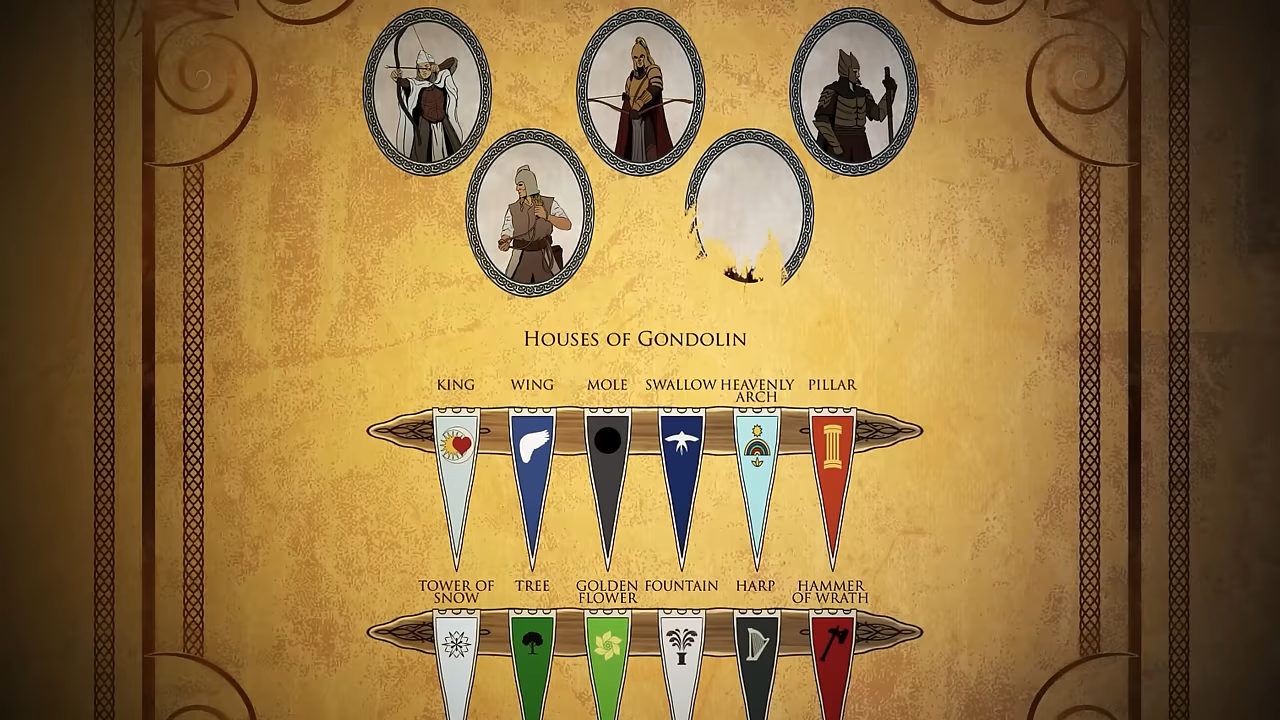 HOUSES OF GONDOLIN
KING WING MOLE SWALLOW HEAVENLY ARCH PILLAR
TOWER OF SNOW TREE GOLDEN FLOWER FOUNTAIN HARP HAMMER OF WRATH